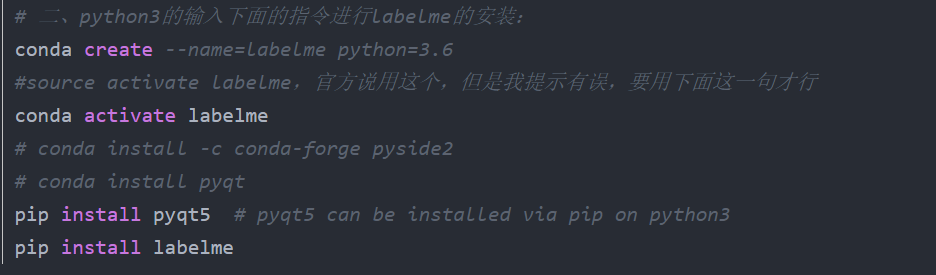 # 二、python3的输入下面的指令进行labelme的安装：
conda create --name=labelme python=3.6
#source activate labelme，官方说用这个，但是我提示有误，要用下面这一句才行
conda activate labelme
# conda install -c conda-forge pyside2
# conda install pyqt
pip install pyqt5  # pyqt5 can be installed via pip on python3
pip install labelme